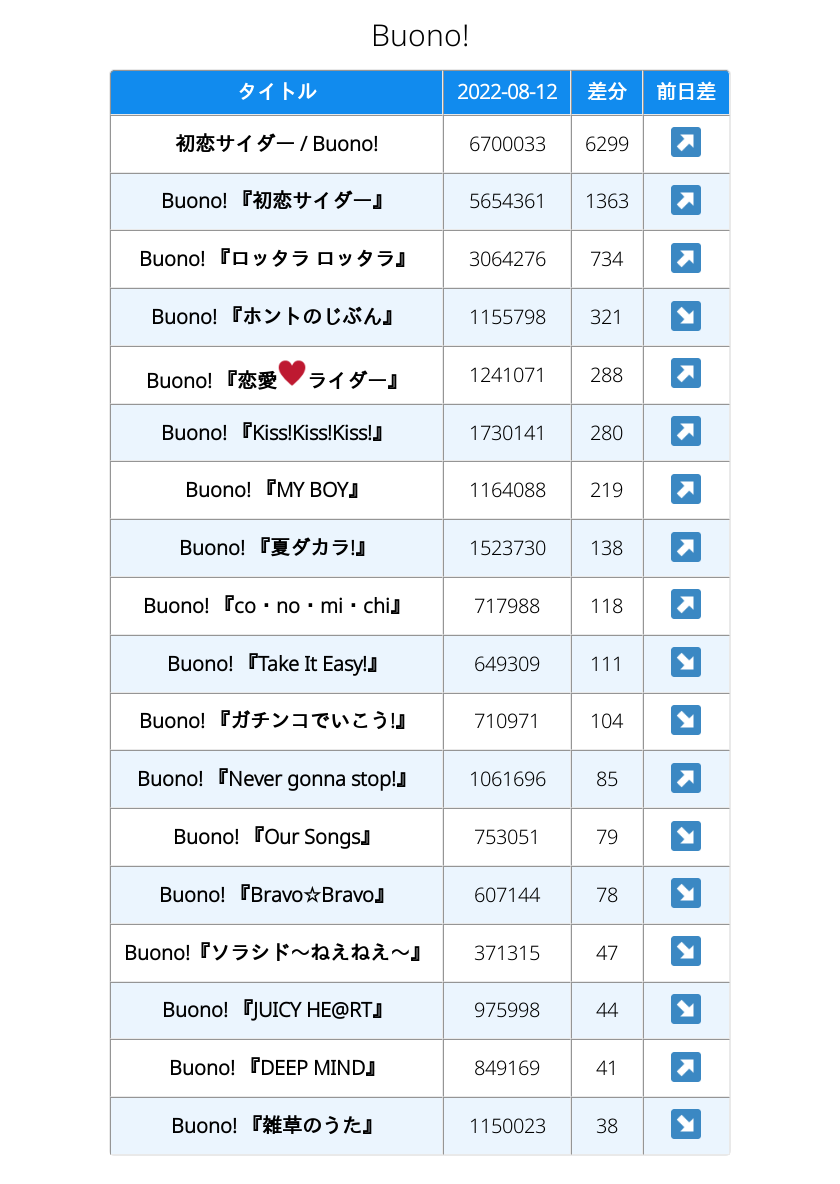 Buono!
タイトル 2022-08-12 差分 前日差
初恋サイダー / Buono! 6700033 6299 ↗
Buono! 『初恋サイダー』 5654361 1363 ↗
Buono! 『ロッタラ ロッタラ』 3064276 734 ↗
Buono! 『ホントのじぶん』 1155798 321 ↘
Buono! 『恋愛♥ライダー』 1241071 288 ↗
Buono! 『Kiss!Kiss!Kiss!』 1730141 280 ↗
Buono! 『MY BOY』 1164088 219 ↗
Buono! 『夏ダカラ!』 1523730 138 ↗
Buono! 『co・no・mi・chi』 717988 118 ↗
Buono! 『Take It Easy!』 649309 111 ↘
Buono! 『ガチンコでいこう!』 710971 104 ↘
Buono! 『Never gonna stop!』 1061696 85 ↗
Buono! 『Our Songs』 753051 79 ↘
Buono! 『Bravo☆Bravo』 607144 78 ↘
Buono!『ソラシド〜ねえねえ〜』 371315 47 ↘
Buono! 『JUICY HE@RT』 975998 44 ↘
Buono! 『DEEP MIND』 849169 41 ↗
Buono! 『雑草のうた』 1150023 38 ↘